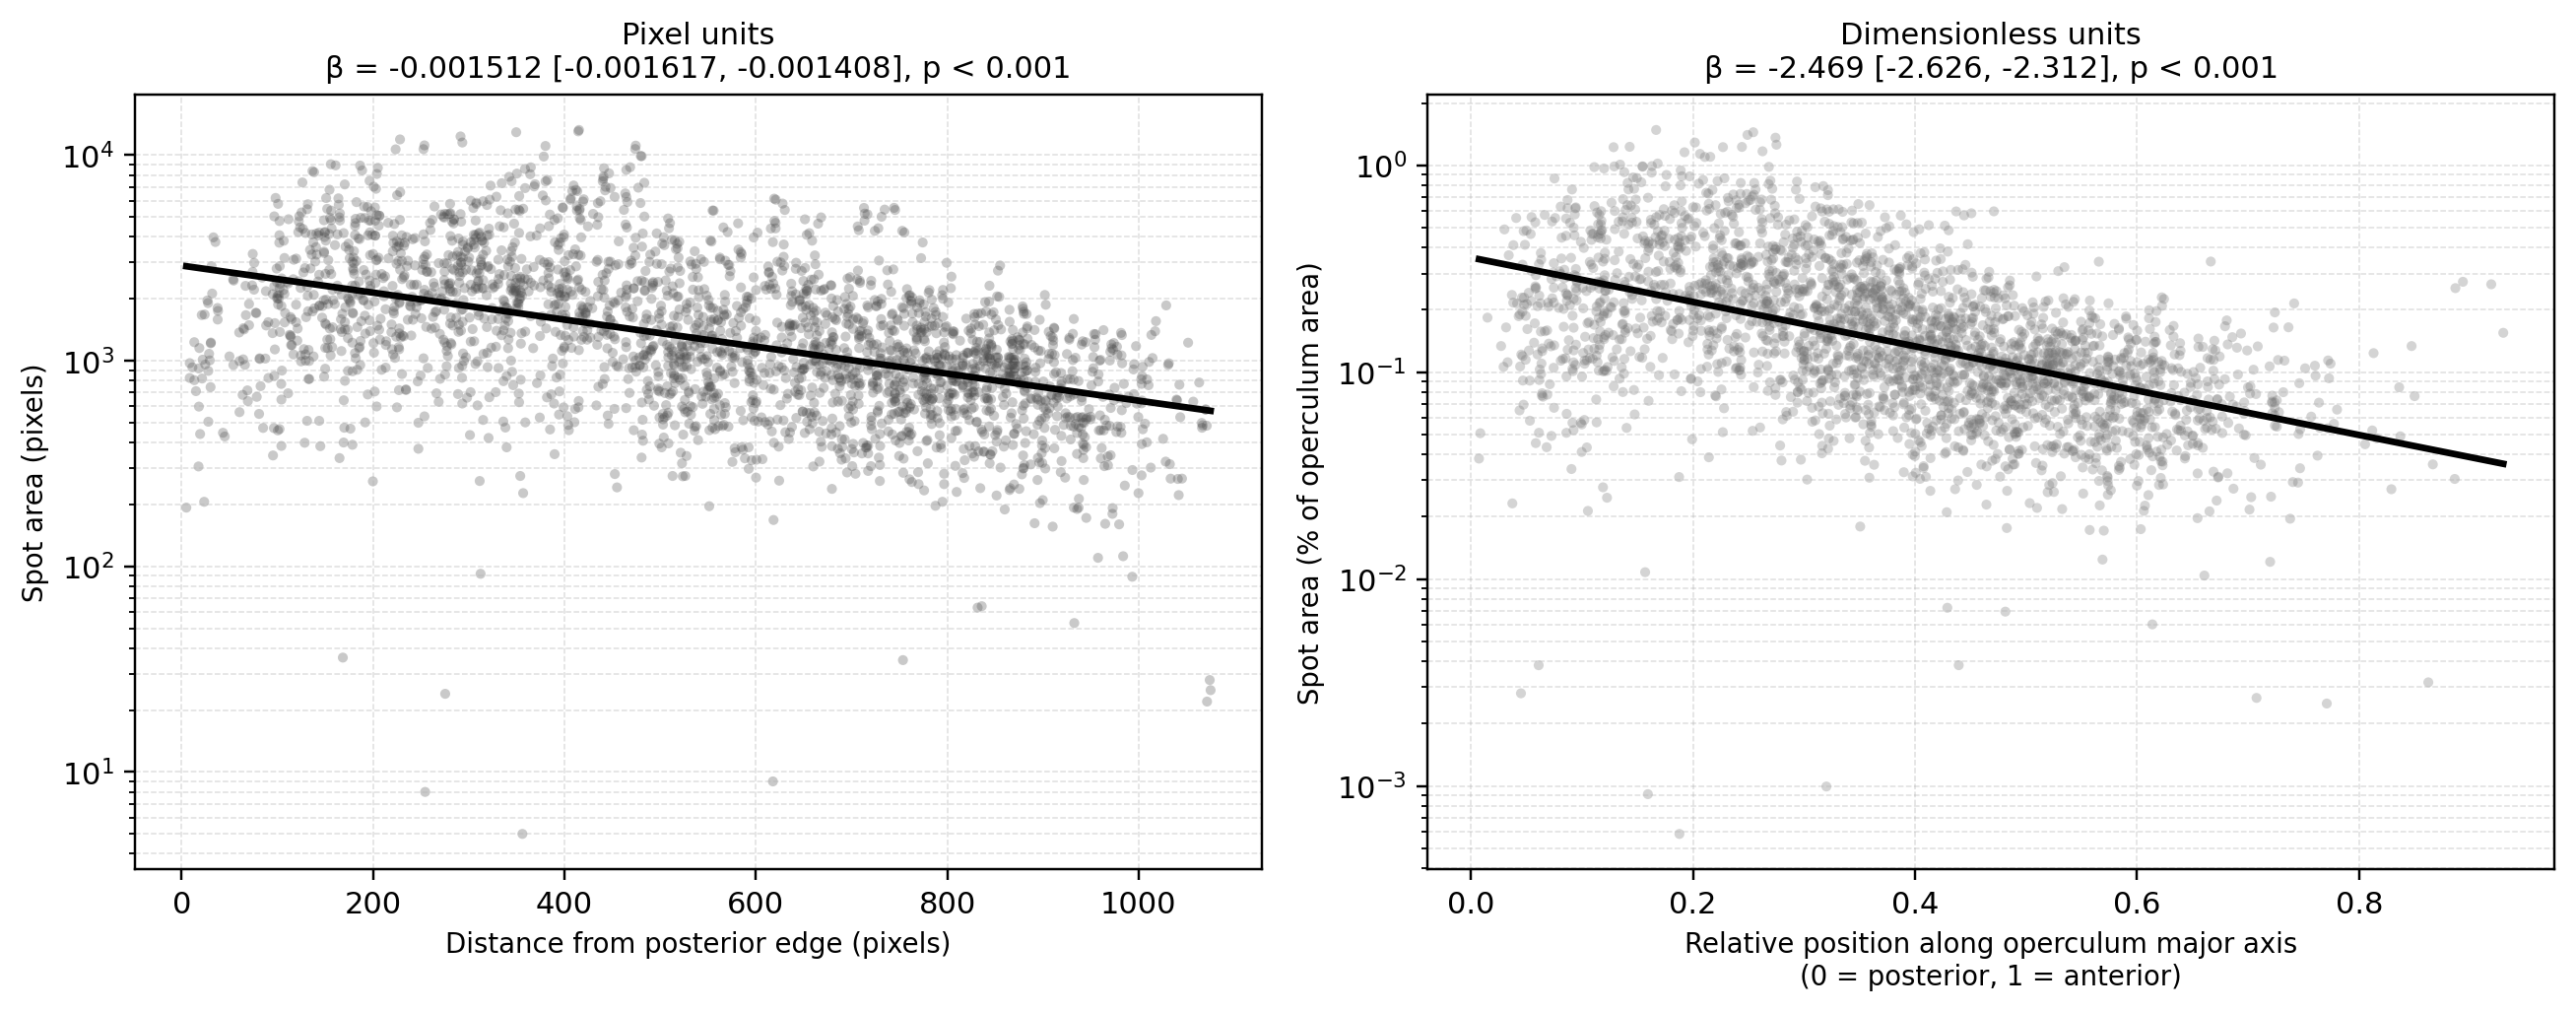 Pixel units
β = -0.001512 [-0.001617, -0.001408], p < 0.001
Spot area (pixels)
10⁴
10³
10²
10¹
0 200 400 600 800 1000
Distance from posterior edge (pixels)
Dimensionless units
β = -2.469 [-2.626, -2.312], p < 0.001
Spot area (% of operculum area)
10⁰
10⁻¹
10⁻²
10⁻³
0.0 0.2 0.4 0.6 0.8
Relative position along operculum major axis
(0 = posterior, 1 = anterior)